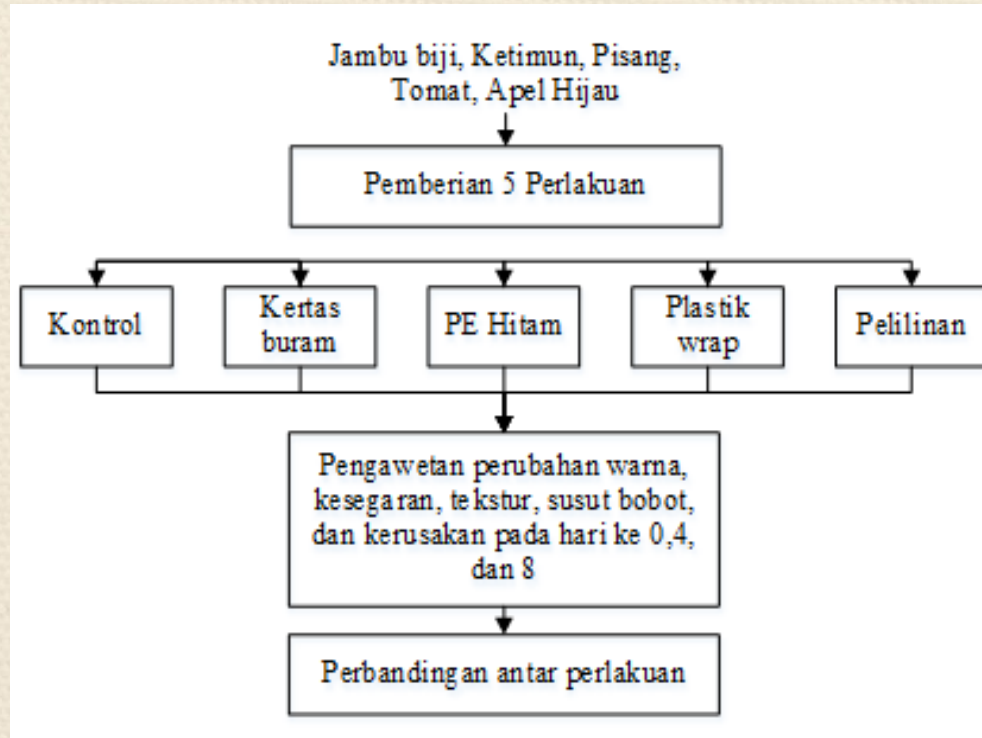 Jambu biji, Ketimun, Pisang,
Tomat, Apel Hijau
Pemberian 5 Perlakuan
Kontrol
Kertas
buram
PE Hitam
Plastik
wrap
Pelilinan
Pengawetan perubahan warna,
kesegaran, tekstur, susut bobot,
dan kerusakan pada hari ke 0,4,
dan 8
Perbandingan antar perlakuan